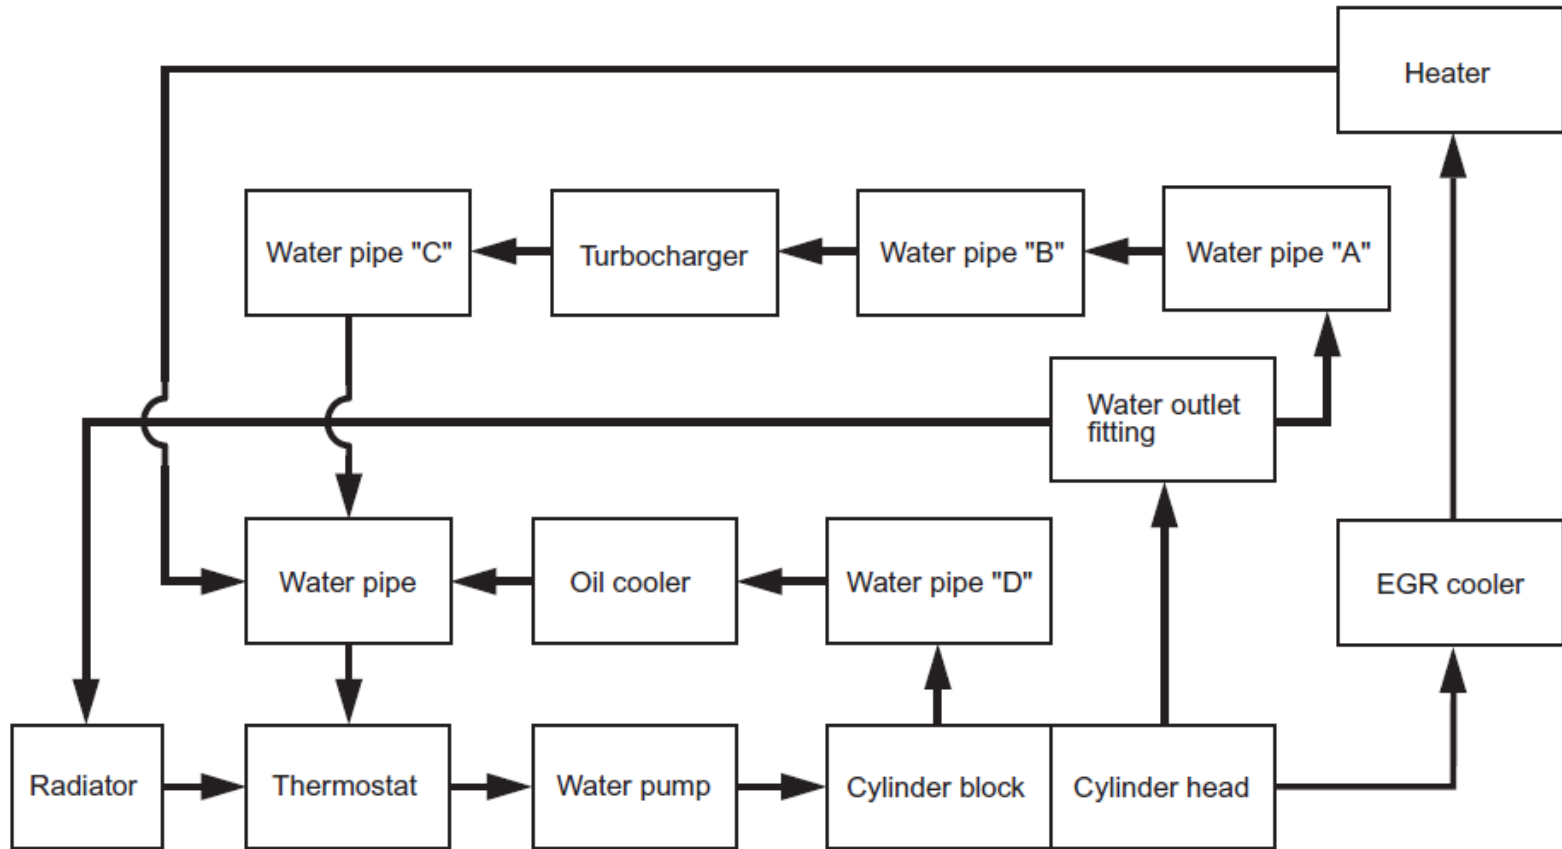 Heater
Water pipe "C"
Turbocharger
Water pipe "B"
Water pipe "A"
Water outlet
fitting
Water pipe
Oil cooler
Water pipe "D"
EGR cooler
Radiator
Thermostat
Water pump
Cylinder block
Cylinder head